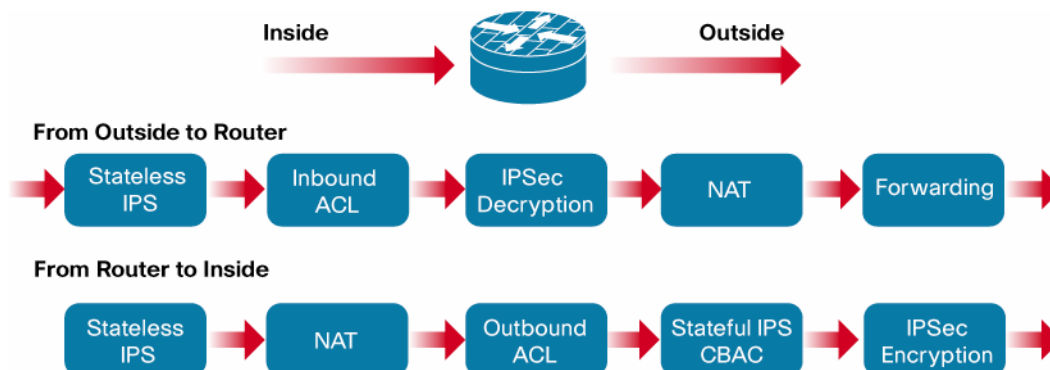 Inside
Outside
From Outside to Router
Stateless
IPS
Inbound
ACL
IPSec
Decryption
NAT
Forwarding
From Router to Inside
Stateless
IPS
NAT
Outbound
ACL
Stateful IPS
CBAC
IPSec
Encryption